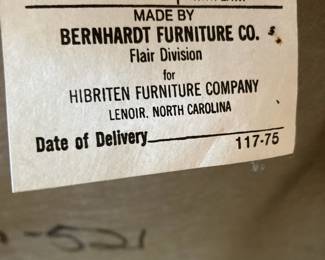 MADE BY
BERNHARDT FURNITURE CO.
Flair Division
for
HIBRITEN FURNITURE COMPANY
LENOIR, NORTH CAROLINA
Date of Delivery 117-75
-521